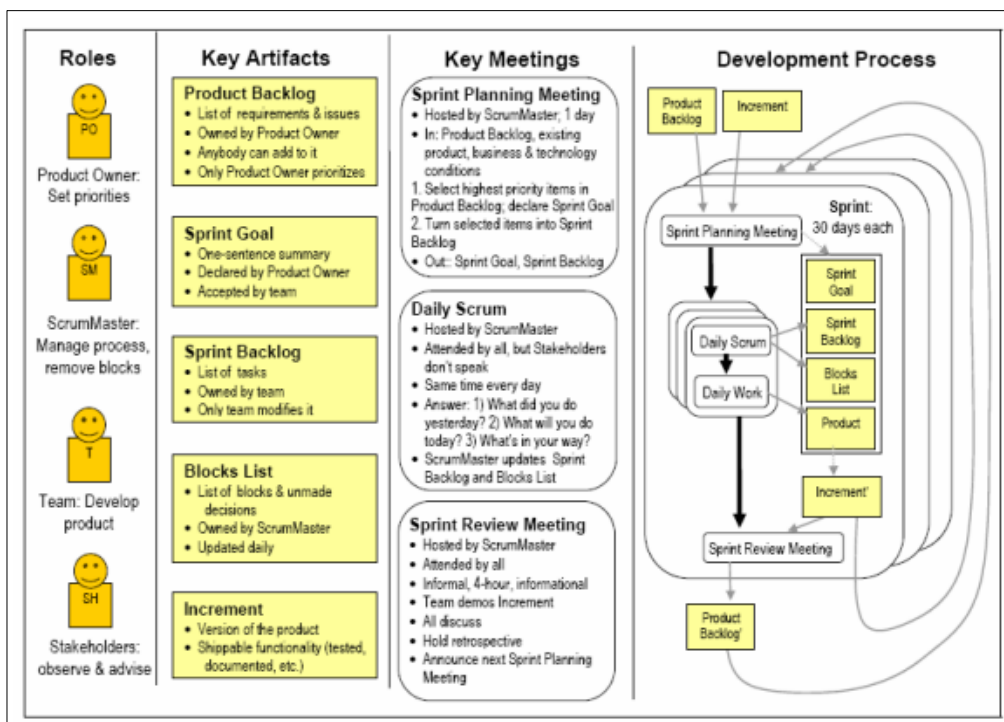 Roles
PO
Product Owner:
Set priorities
SM
ScrumMaster:
Manage process,
remove blocks
T
Team: Develop
product
SH
Stakeholders:
observe & advise
Key Artifacts
Product Backlog
• List of requirements & issues
• Owned by Product Owner
• Anybody can add to it
• Only Product Owner prioritizes
Sprint Goal
• One-sentence summary
• Declared by Product Owner
• Accepted by team
Sprint Backlog
• List of tasks
• Owned by team
• Only team modifies it
Blocks List
• List of blocks & unmade
decisions
• Owned by ScrumMaster
• Updated daily
Increment
• Version of the product
• Shippable functionality (tested,
documented, etc.)
Key Meetings
Sprint Planning Meeting
• Hosted by ScrumMaster; 1 day
• In: Product Backlog, existing
product, business & technology
conditions
1. Select highest priority items in
Product Backlog; declare Sprint Goal
2. Turn selected items into Sprint
Backlog
• Out:: Sprint Goal, Sprint Backlog
Daily Scrum
• Hosted by ScrumMaster
• Attended by all, but Stakeholders
don't speak
• Same time every day
• Answer: 1) What did you do
yesterday? 2) What will you do
today? 3) What's in your way?
• ScrumMaster updates Sprint
Backlog and Blocks List
Sprint Review Meeting
• Hosted by ScrumMaster
• Attended by all
• Informal, 4-hour, informational
• Team demos Increment
• All discuss
• Hold retrospective
• Announce next Sprint Planning
Meeting
Development Process
Product
Backlog
Increment
Sprint:
30 days each
Sprint Planning Meeting
Sprint
Goal
Daily Scrum
Sprint
Backlog
Blocks
List
Daily Work
Product
Increment'
Sprint Review Meeting
Product
Backlog'